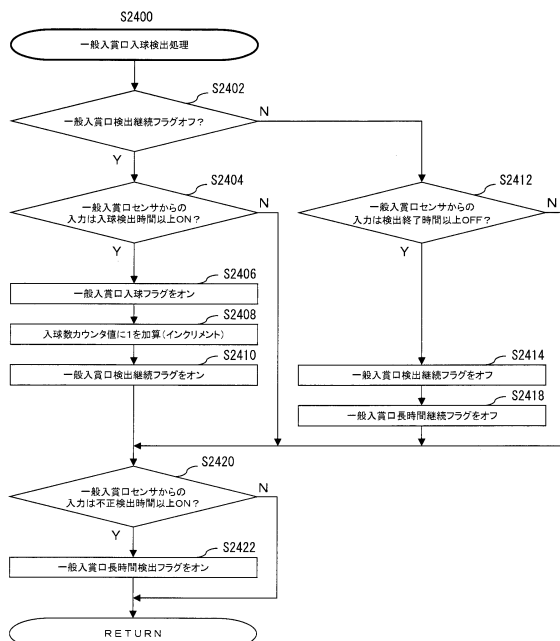 S2400
一般入賞口入球検出処理
S2402
一般入賞口検出継続フラグオフ?
N
Y
S2404
一般入賞口センサからの
入力は入球検出時間以上ON?
N
Y
S2412
一般入賞口センサからの
入力は検出終了時間以上OFF?
N
Y
S2406
一般入賞口入球フラグをオン
S2408
入球数カウンタ値に1を加算(インクリメント)
S2410
一般入賞口検出継続フラグをオン
S2414
一般入賞口検出継続フラグをオフ
S2418
一般入賞口長時間継続フラグをオフ
S2420
一般入賞口センサからの
入力は不正検出時間以上ON?
N
Y
S2422
一般入賞口長時間検出フラグをオン
RETURN